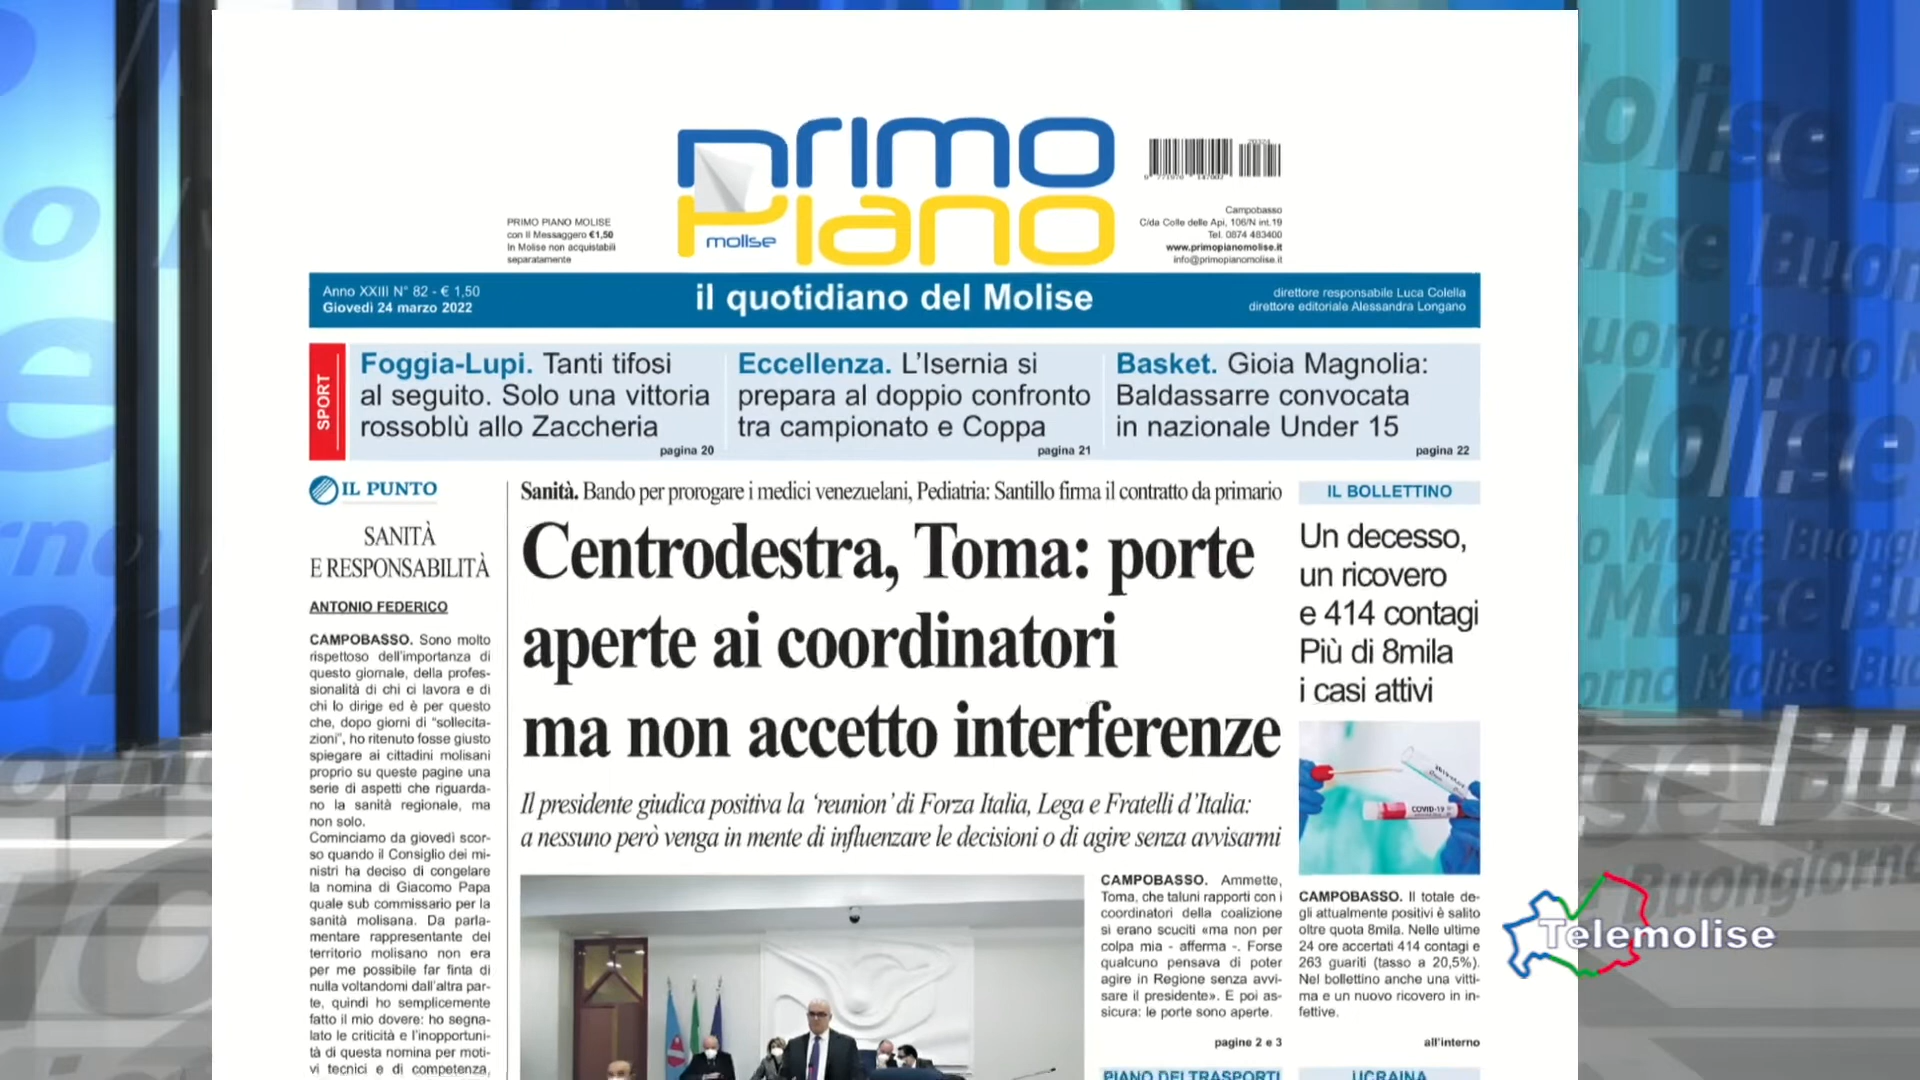 primo
piano
molise
PRIMO PIANO MOLISE
con Il Messaggero €1,50
In Molise non acquistabili
separatamente
Campobasso
C/da Colle delle Api, 106/N int.19
Tel. 0874 483400
www.primopianomolise.it
info@primopianomolise.it
Anno XXIII N° 82 - € 1,50
Giovedì 24 marzo 2022
il quotidiano del Molise
direttore responsabile Luca Colella
direttore editoriale Alessandra Longano
SPORT
Foggia-Lupi. Tanti tifosi
al seguito. Solo una vittoria
rossoblù allo Zaccheria
pagina 20
Eccellenza. L'Isernia si
prepara al doppio confronto
tra campionato e Coppa
pagina 21
Basket. Gioia Magnolia:
Baldassarre convocata
in nazionale Under 15
pagina 22
IL PUNTO
SANITÀ
E RESPONSABILITÀ
ANTONIO FEDERICO
CAMPOBASSO. Sono molto
rispettoso dell'importanza di
questo giornale, della profes-
sionalità di chi ci lavora e di
chi lo dirige ed è per questo
che, dopo giorni di "sollecita-
zioni", ho ritenuto fosse giusto
spiegare ai cittadini molisani
proprio su queste pagine una
serie di aspetti che riguarda-
no la sanità regionale, ma
non solo.
Cominciamo da giovedì scor-
so quando il Consiglio dei mi-
nistri ha deciso di congelare
la nomina di Giacomo Papa
quale sub commissario per la
sanità molisana. Da parla-
mentare rappresentante del
territorio molisano non era
per me possibile far finta di
nulla voltandomi dall'altra par-
te, quindi ho semplicemente
fatto il mio dovere: ho segna-
lato le criticità e l'inopportuni-
tà di questa nomina per moti-
vi tecnici e di competenza,
Sanità. Bando per prorogare i medici venezuelani, Pediatria: Santillo firma il contratto da primario
Centrodestra, Toma: porte
aperte ai coordinatori
ma non accetto interferenze
Il presidente giudica positiva la 'reunion' di Forza Italia, Lega e Fratelli d'Italia:
a nessuno però venga in mente di influenzare le decisioni o di agire senza avvisarmi
CAMPOBASSO. Ammette,
Toma, che taluni rapporti con i
coordinatori della coalizione
si erano scuciti «ma non per
colpa mia - afferma -. Forse
qualcuno pensava di poter
agire in Regione senza avvi-
sare il presidente». E poi as-
sicura: le porte sono aperte.
pagine 2 e 3
PIANO DEI TRASPORTI
IL BOLLETTINO
Un decesso,
un ricovero
e 414 contagi
Più di 8mila
i casi attivi
COVID-19
CAMPOBASSO. Il totale de-
gli attualmente positivi è salito
oltre quota 8mila. Nelle ultime
24 ore accertati 414 contagi e
263 guariti (tasso a 20,5%).
Nel bollettino anche una vitti-
ma e un nuovo ricovero in in-
fettive.
all'interno
UCRAINA
Telemolise